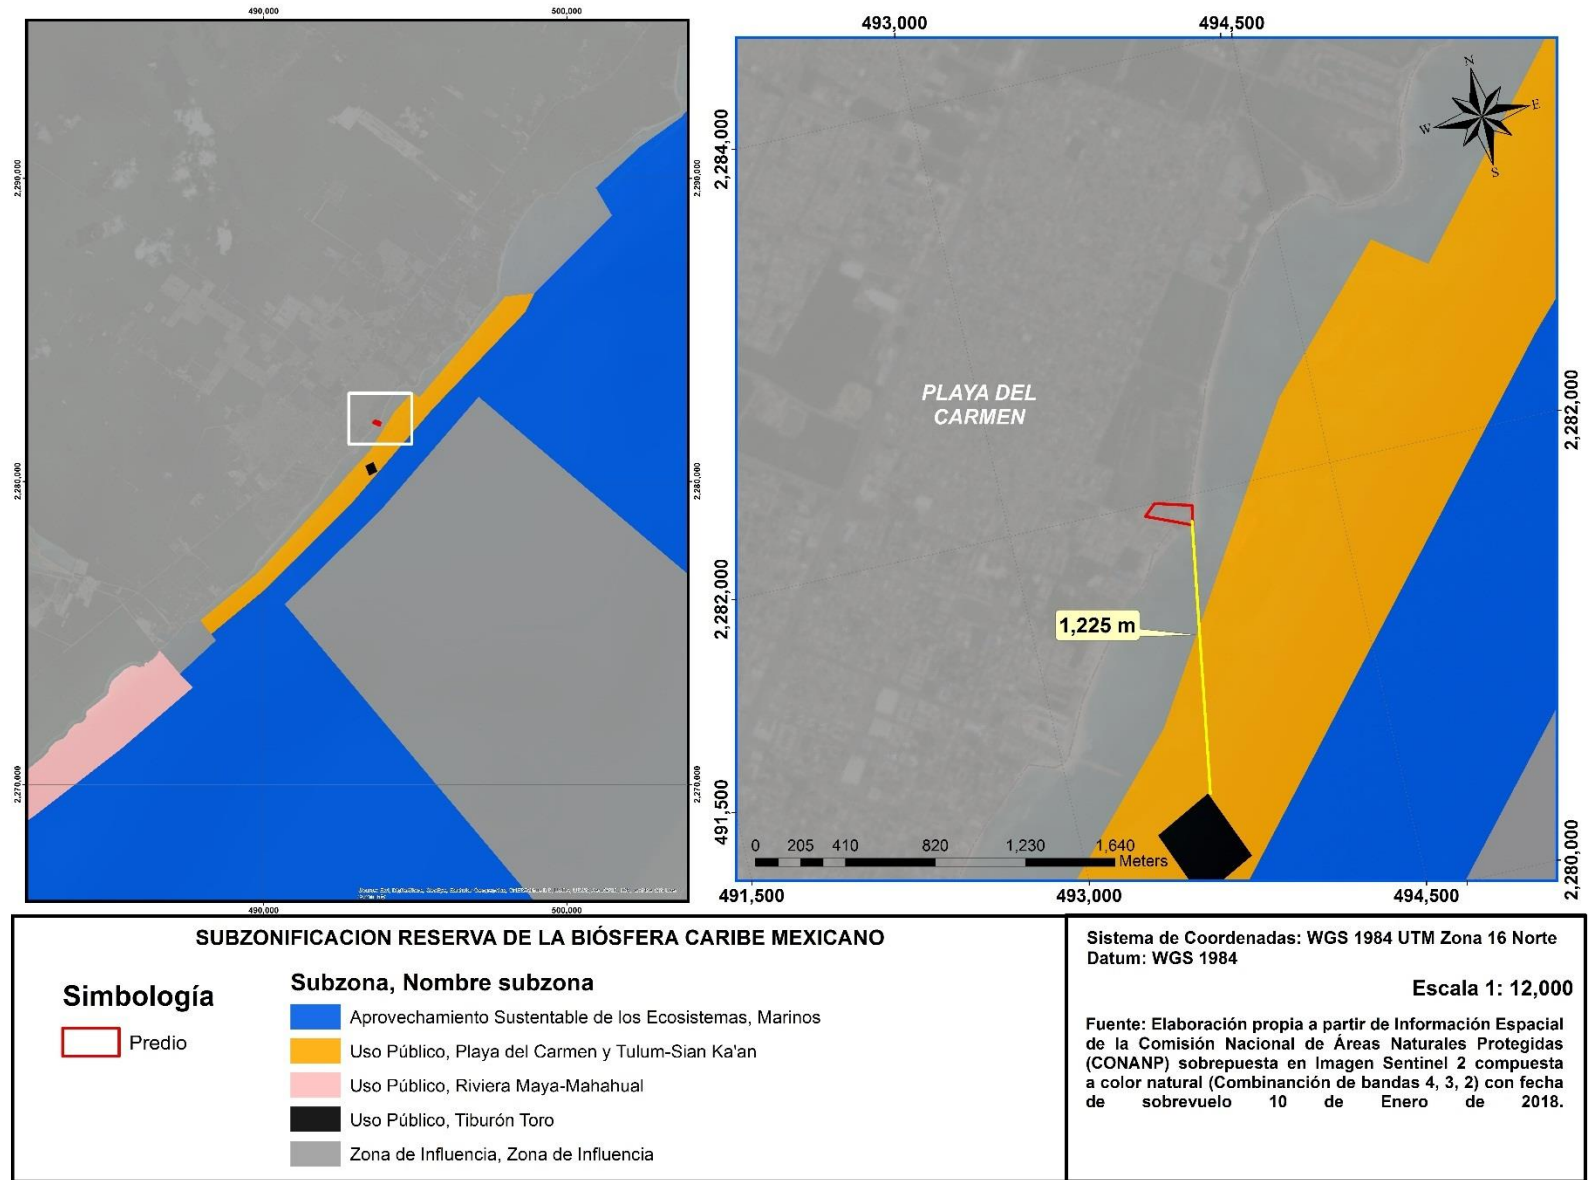 490,000
500,000
2,290,000
2,290,000
2,280,000
2,280,000
2,270,000
2,270,000
490,000
500,000
493,000
494,500
2,284,000
2,282,000
491,500
2,282,000
2,280,000
N
E
W
S
PLAYA DEL
CARMEN
1,225 m
0 205 410 820 1,230 1,640
Meters
491,500
493,000
494,500
SUBZONIFICACION RESERVA DE LA BIÓSFERA CARIBE MEXICANO
Simbología
Predio
Subzona, Nombre subzona
Aprovechamiento Sustentable de los Ecosistemas, Marinos
Uso Público, Playa del Carmen y Tulum-Sian Ka'an
Uso Público, Riviera Maya-Mahahual
Uso Público, Tiburón Toro
Zona de Influencia, Zona de Influencia
Sistema de Coordenadas: WGS 1984 UTM Zona 16 Norte
Datum: WGS 1984
Escala 1: 12,000
Fuente: Elaboración propia a partir de Información Espacial
de la Comisión Nacional de Áreas Naturales Protegidas
(CONANP) sobrepuesta en Imagen Sentinel 2 compuesta
a color natural (Combinanción de bandas 4, 3, 2) con fecha
de sobrevuelo 10 de Enero de 2018.